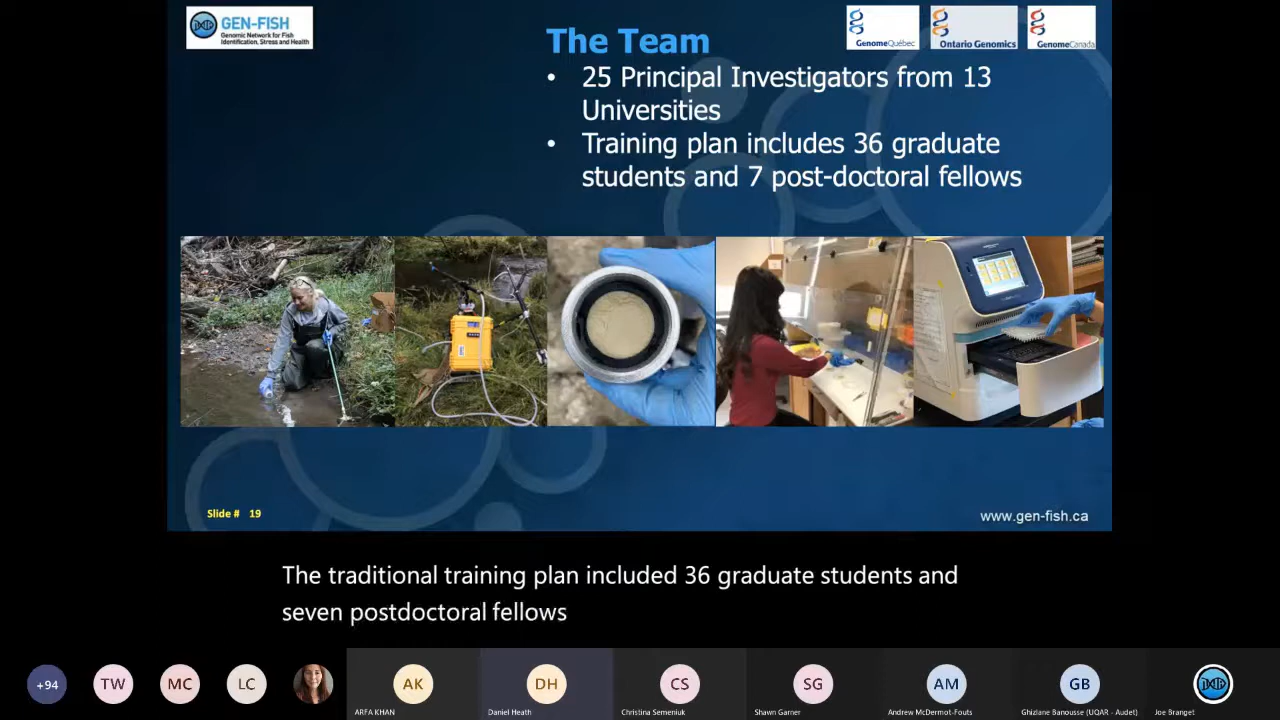 GEN-FISH
Genomic Network for Fish
Identification, Stress and Health
The Team
GenomeQuébec
Ontario Genomics
GenomeCanada
• 25 Principal Investigators from 13
Universities
• Training plan includes 36 graduate
students and 7 post-doctoral fellows
Slide # 19
www.gen-fish.ca
The traditional training plan included 36 graduate students and
seven postdoctoral fellows
+94
TW
MC
LC
AK
DH
CS
SG
AM
GB
ARFA KHAN
Daniel Heath
Christina Semeniuk
Shawn Garner
Andrew McDermot-Fouts
Ghizlane Banousse (UQAR - Audet)
Joe Branget